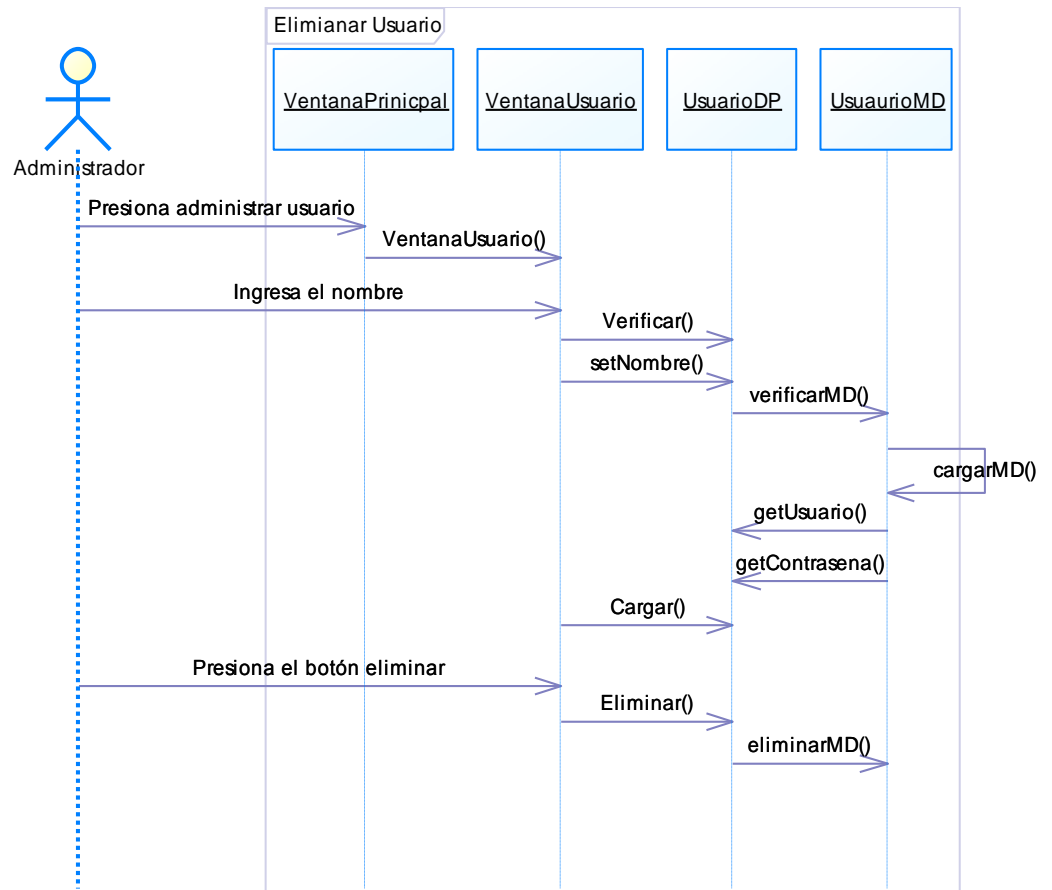 Elimianar Usuario
VentanaPrinicpal
VentanaUsuario
UsuarioDP
UsuaurioMD
Administrador
Presiona administrar usuario
VentanaUsuario()
Ingresa el nombre
Verificar()
setNombre()
verificarMD()
cargarMD()
getUsuario()
getContrasena()
Cargar()
Presiona el botón eliminar
Eliminar()
eliminarMD()